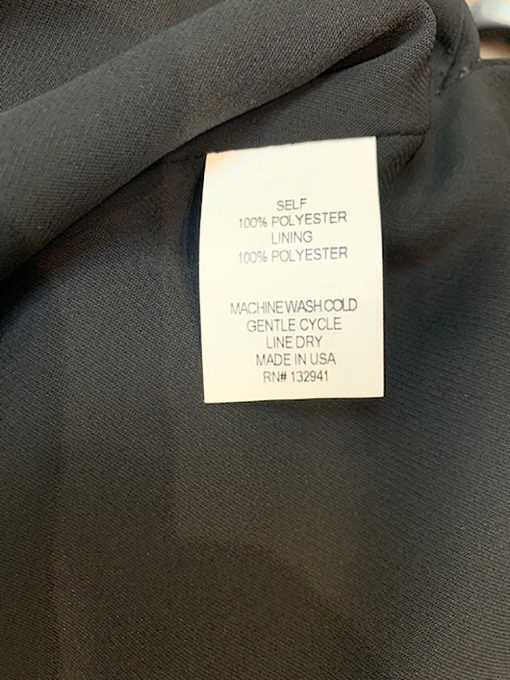 SELF
100% POLYESTER
LINING
100% POLYESTER
MACHINE WASH COLD
GENTLE CYCLE
LINE DRY
MADE IN USA
RN# 132941